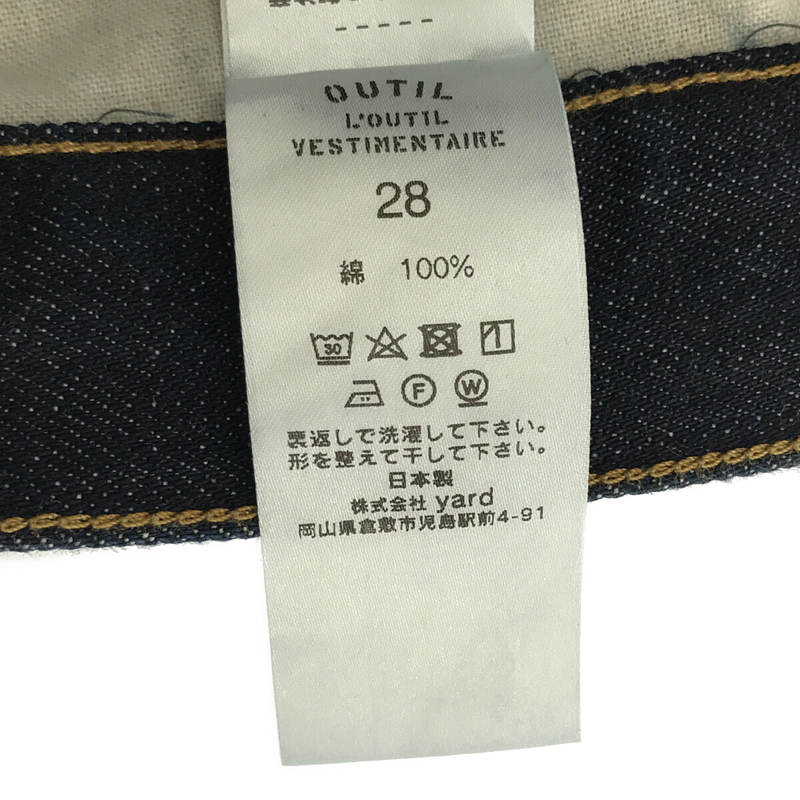 -----
OUTIL
L'OUTIL
VESTIMENTAIRE
28
綿 100%
30
F W
裏返しで洗濯して下さい。
形を整えて干して下さい。
日本製
株式会社 yard
岡山県倉敷市児島駅前4-91